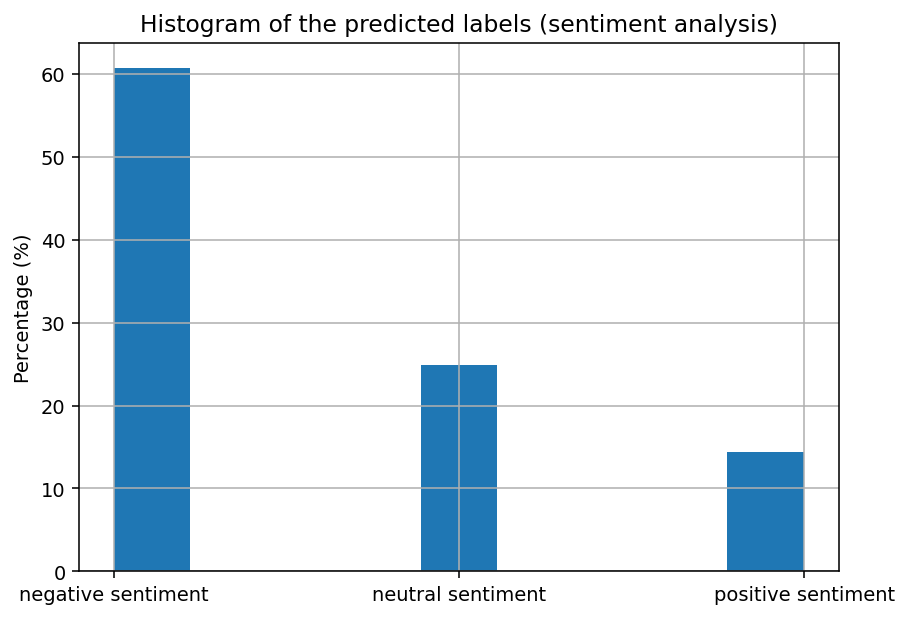 Histogram of the predicted labels (sentiment analysis)
Percentage (%)
60
50
40
30
20
10
0
negative sentiment
neutral sentiment
positive sentiment